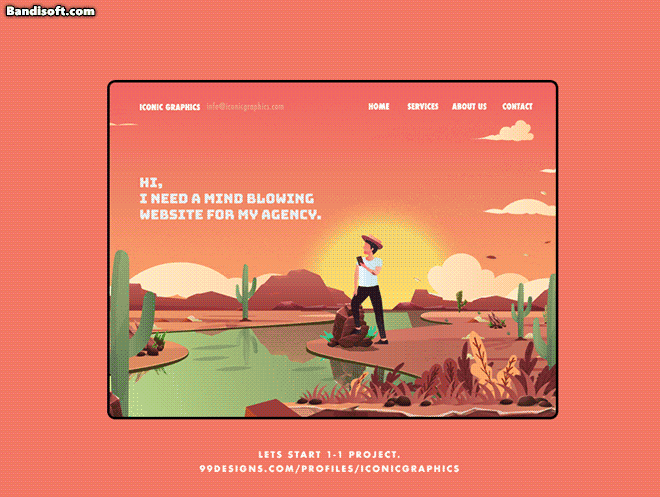 Bandisoft.com
ICONIC GRAPHICS info@iconicgraphics.com HOME SERVICES ABOUT US CONTACT
HI,
I NEED A MIND BLOWING
WEBSITE FOR MY AGENCY.
LETS START 1-1 PROJECT.
99DESIGNS.COM/PROFILES/ICONICGRAPHICS